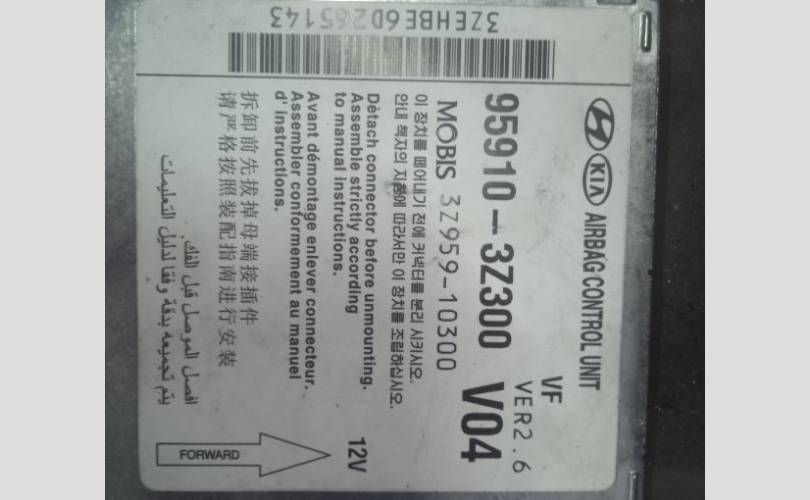 KIA AIRBAG CONTROL UNIT
VF
VER2.6
95910-3Z300 V04
MOBIS 3Z959-10300
이 장치를 떼어내기 전에 커넥터를 분리 시키시오.
안내 책자의 지침에 따라서만 이 장치를 조립하십시오.
Detach connector before unmounting.
Assemble strictly according
to manual instructions.
12V
Avant démontage enlever connecteur.
Assembler conformement au manuel
d'instructions.
拆卸前先拔掉母端接插件
请严格按照装配指南进行安装
افصل الموصل قبل الفك.
يتم تجميعه بدقة وفقا لدليل التعليمات
FORWARD
3ZEHBE6D265143